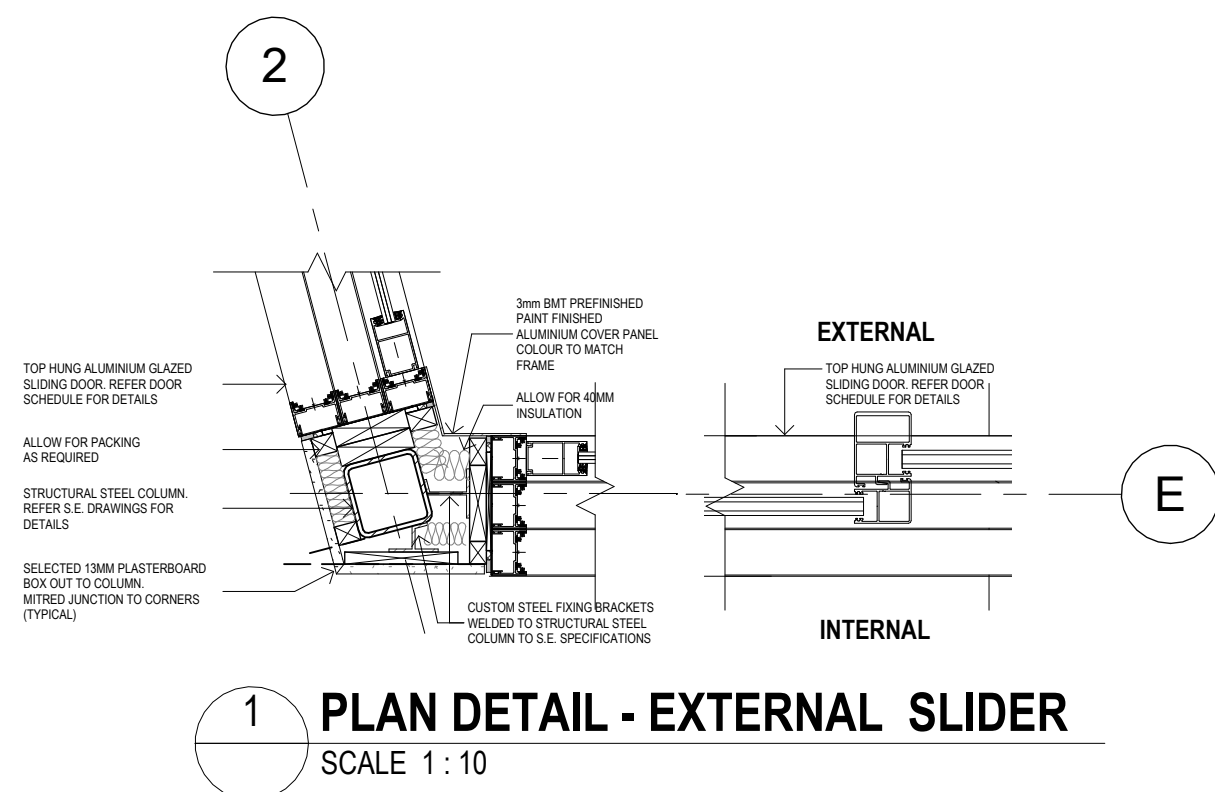 2
3mm BMT PREFINISHED
PAINT FINISHED
ALUMINIUM COVER PANEL
COLOUR TO MATCH
FRAME
EXTERNAL
TOP HUNG ALUMINIUM GLAZED
SLIDING DOOR. REFER DOOR
SCHEDULE FOR DETAILS
TOP HUNG ALUMINIUM GLAZED
SLIDING DOOR. REFER DOOR
SCHEDULE FOR DETAILS
ALLOW FOR 40MM
INSULATION
ALLOW FOR PACKING
AS REQUIRED
STRUCTURAL STEEL COLUMN.
REFER S.E. DRAWINGS FOR
DETAILS
E
SELECTED 13MM PLASTERBOARD
BOX OUT TO COLUMN.
MITRED JUNCTION TO CORNERS
(TYPICAL)
CUSTOM STEEL FIXING BRACKETS
WELDED TO STRUCTURAL STEEL
COLUMN TO S.E. SPECIFICATIONS
INTERNAL
1
PLAN DETAIL - EXTERNAL SLIDER
SCALE 1 : 10